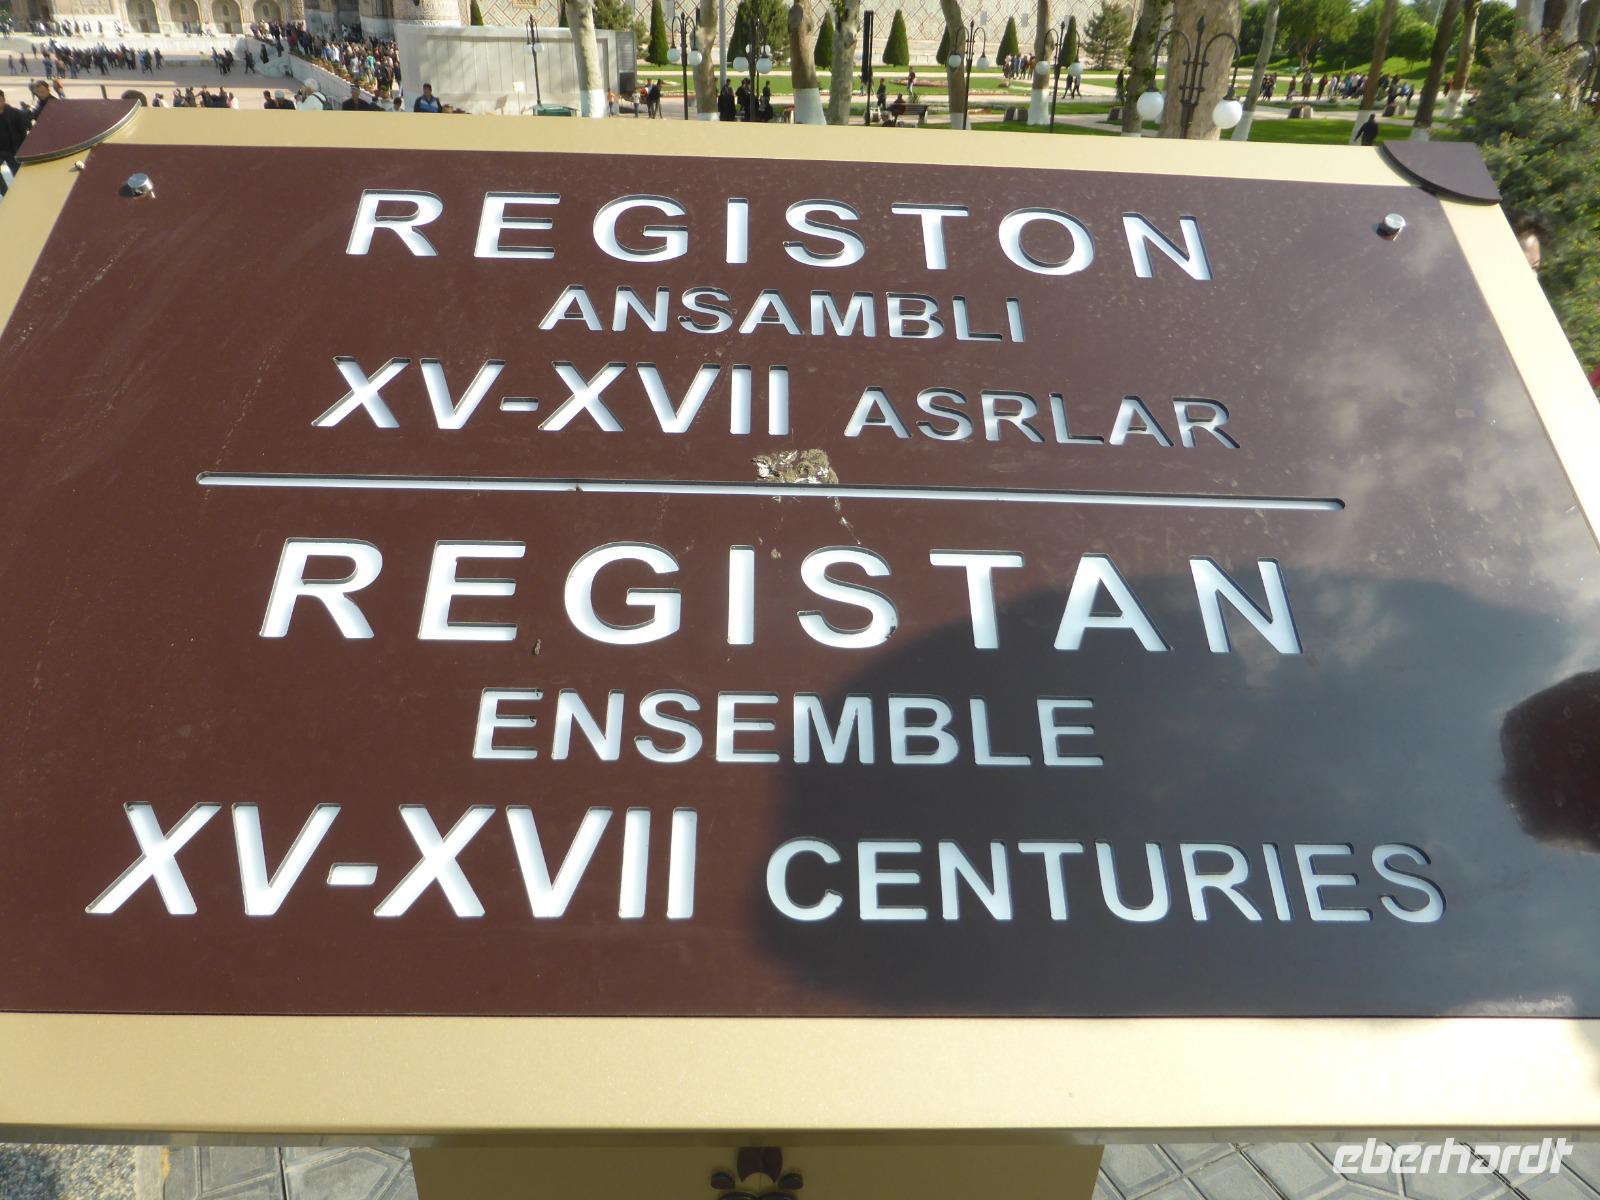 REGISTON
ANSAMBLI
XV-XVII ASRLAR
REGISTAN
ENSEMBLE
XV-XVII CENTURIES
eberhardt